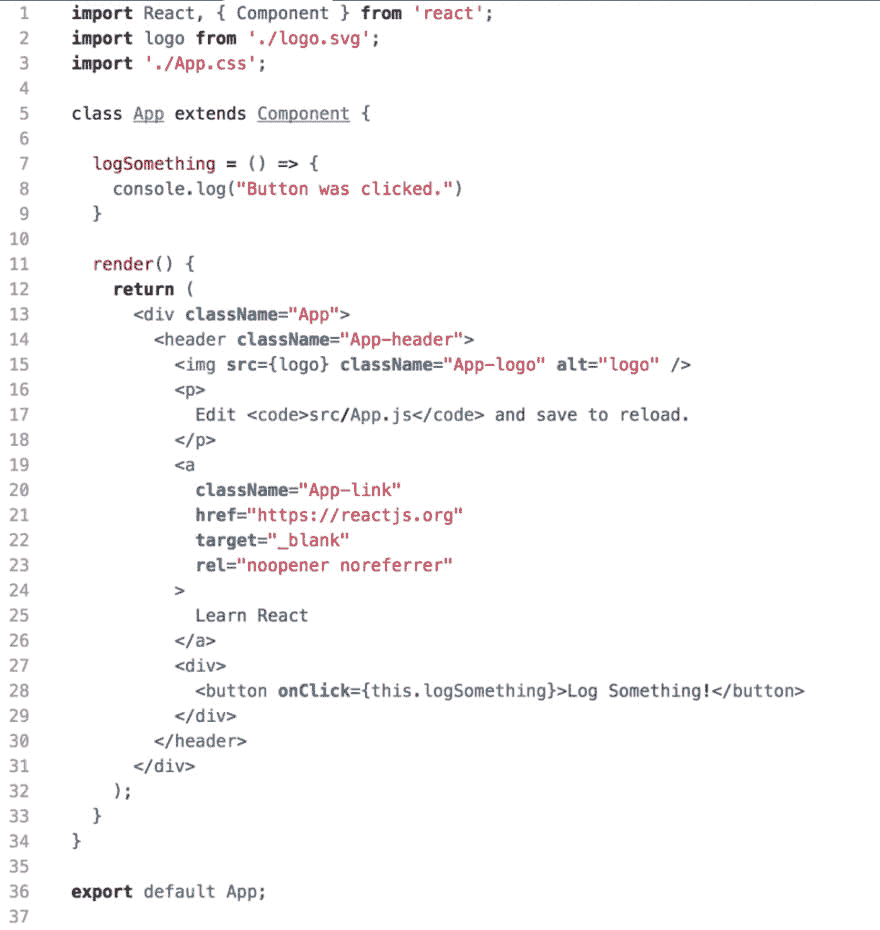 1 import React, { Component } from 'react';
2 import logo from './logo.svg';
3 import './App.css';
4
5 class App extends Component {
6
7   logSomething = () => {
8     console.log("Button was clicked.")
9   }
10
11   render() {
12     return (
13       <div className="App">
14         <header className="App-header">
15           <img src={logo} className="App-logo" alt="logo" />
16           <p>
17             Edit <code>src/App.js</code> and save to reload.
18           </p>
19           <a
20             className="App-link"
21             href="https://reactjs.org"
22             target="_blank"
23             rel="noopener noreferrer"
24           >
25             Learn React
26           </a>
27           <div>
28             <button onClick={this.logSomething}>Log Something!</button>
29           </div>
30         </header>
31       </div>
32     );
33   }
34 }
35
36 export default App;
37